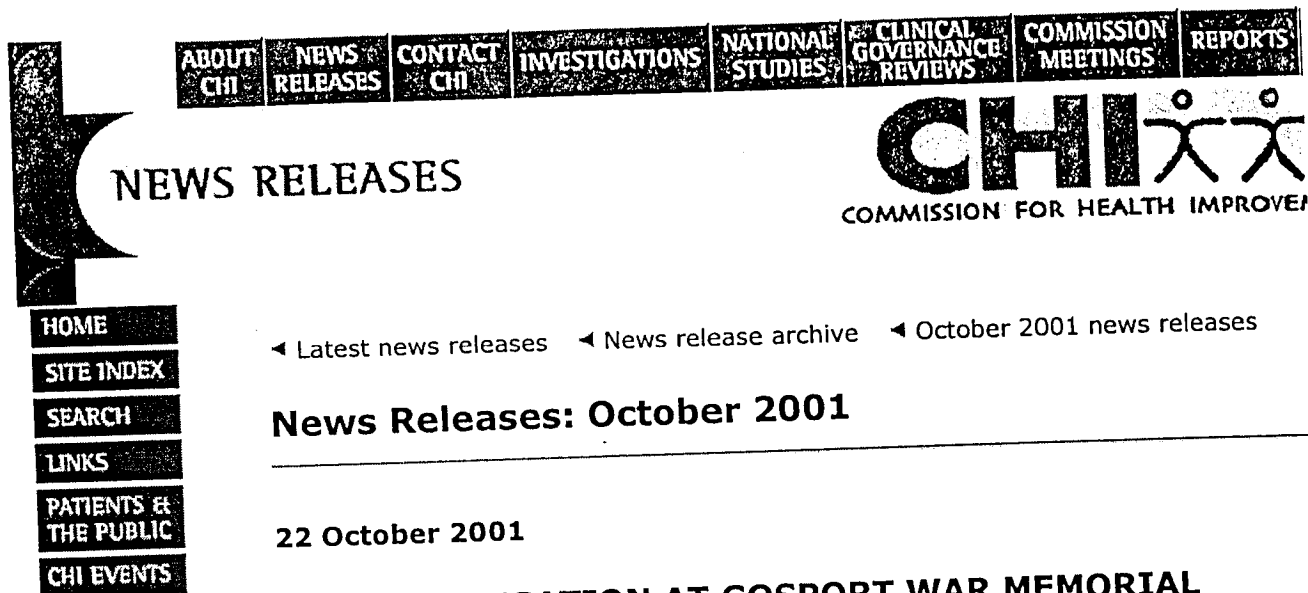 ABOUT CHI
NEWS RELEASES
CONTACT CHI
INVESTIGATIONS
NATIONAL STUDIES
CLINICAL GOVERNANCE REVIEWS
COMMISSION MEETINGS
REPORTS
NEWS RELEASES
CHI
COMMISSION FOR HEALTH
HOME
SITE INDEX
SEARCH
LINKS
PATIENTS &
THE PUBLIC
CHI EVENTS
◄ Latest news releases ◄ News release archive ◄ October 2001 news releases
News Releases: October 2001
22 October 2001
AT GOSPORT WAR MEMORIAL